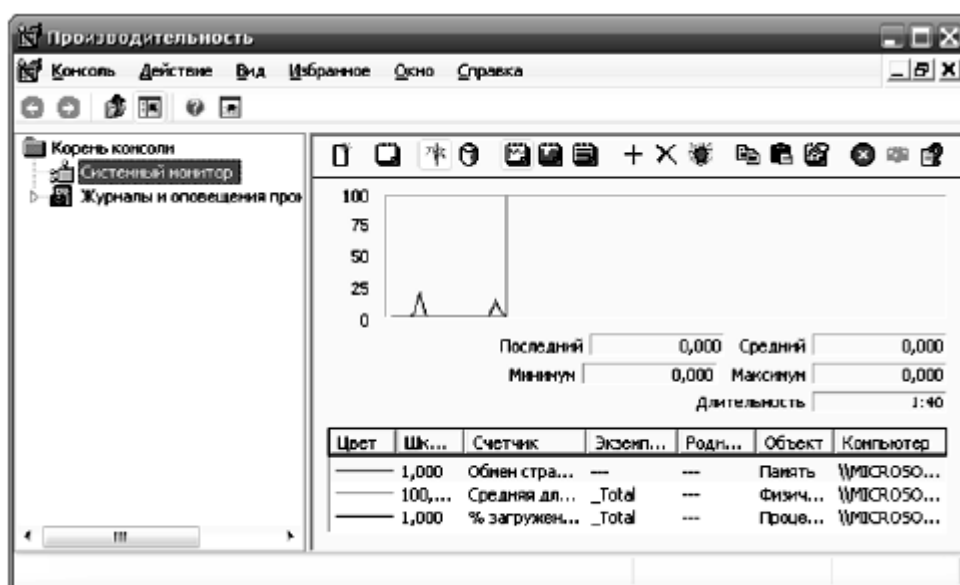 Производительность
Консоль Действие Вид Избранное Окно Справка
Корень консоли
Системный монитор
Журналы и оповещения прои
100
75
50
25
0
Последний 0,000 Средний 0,000
Минимум 0,000 Максимум 0,000
Длительность 1:40
Цвет Шк... Счетчик Экземп... Роди... Объект Компьютер
1,000 Обмен стра... --- --- Память \\MICROSO...
100,... Средняя дл... _Total --- Физич... \\MICROSO...
1,000 % загружен... _Total --- Проце... \\MICROSO...